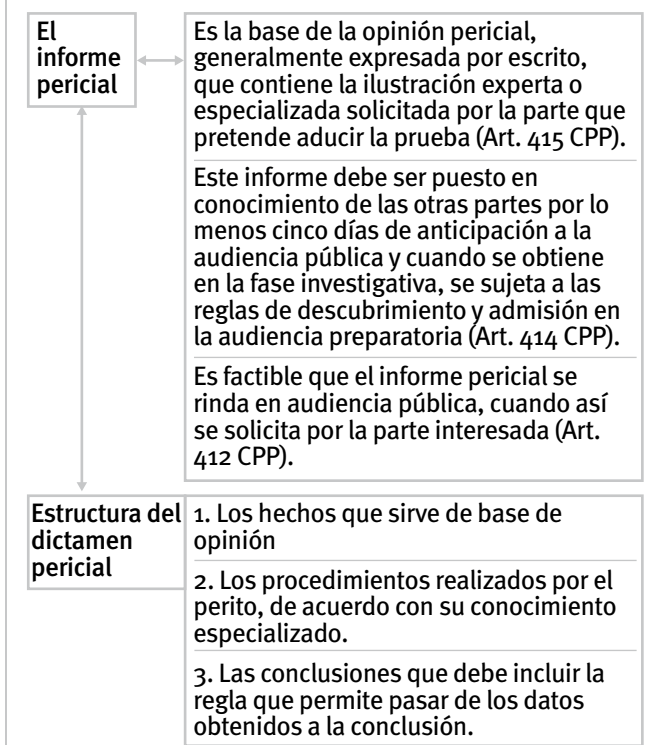 El
informe
pericial
Es la base de la opinión pericial,
generalmente expresada por escrito,
que contiene la ilustración experta o
especializada solicitada por la parte que
pretende aducir la prueba (Art. 415 CPP).
Este informe debe ser puesto en
conocimiento de las otras partes por lo
menos cinco días de anticipación a la
audiencia pública y cuando se obtiene
en la fase investigativa, se sujeta a las
reglas de descubrimiento y admisión en
la audiencia preparatoria (Art. 414 CPP).
Es factible que el informe pericial se
rinda en audiencia pública, cuando así
se solicita por la parte interesada (Art.
412 CPP).
Estructura del
dictamen
pericial
1. Los hechos que sirve de base de
opinión
2. Los procedimientos realizados por el
perito, de acuerdo con su conocimiento
especializado.
3. Las conclusiones que debe incluir la
regla que permite pasar de los datos
obtenidos a la conclusión.